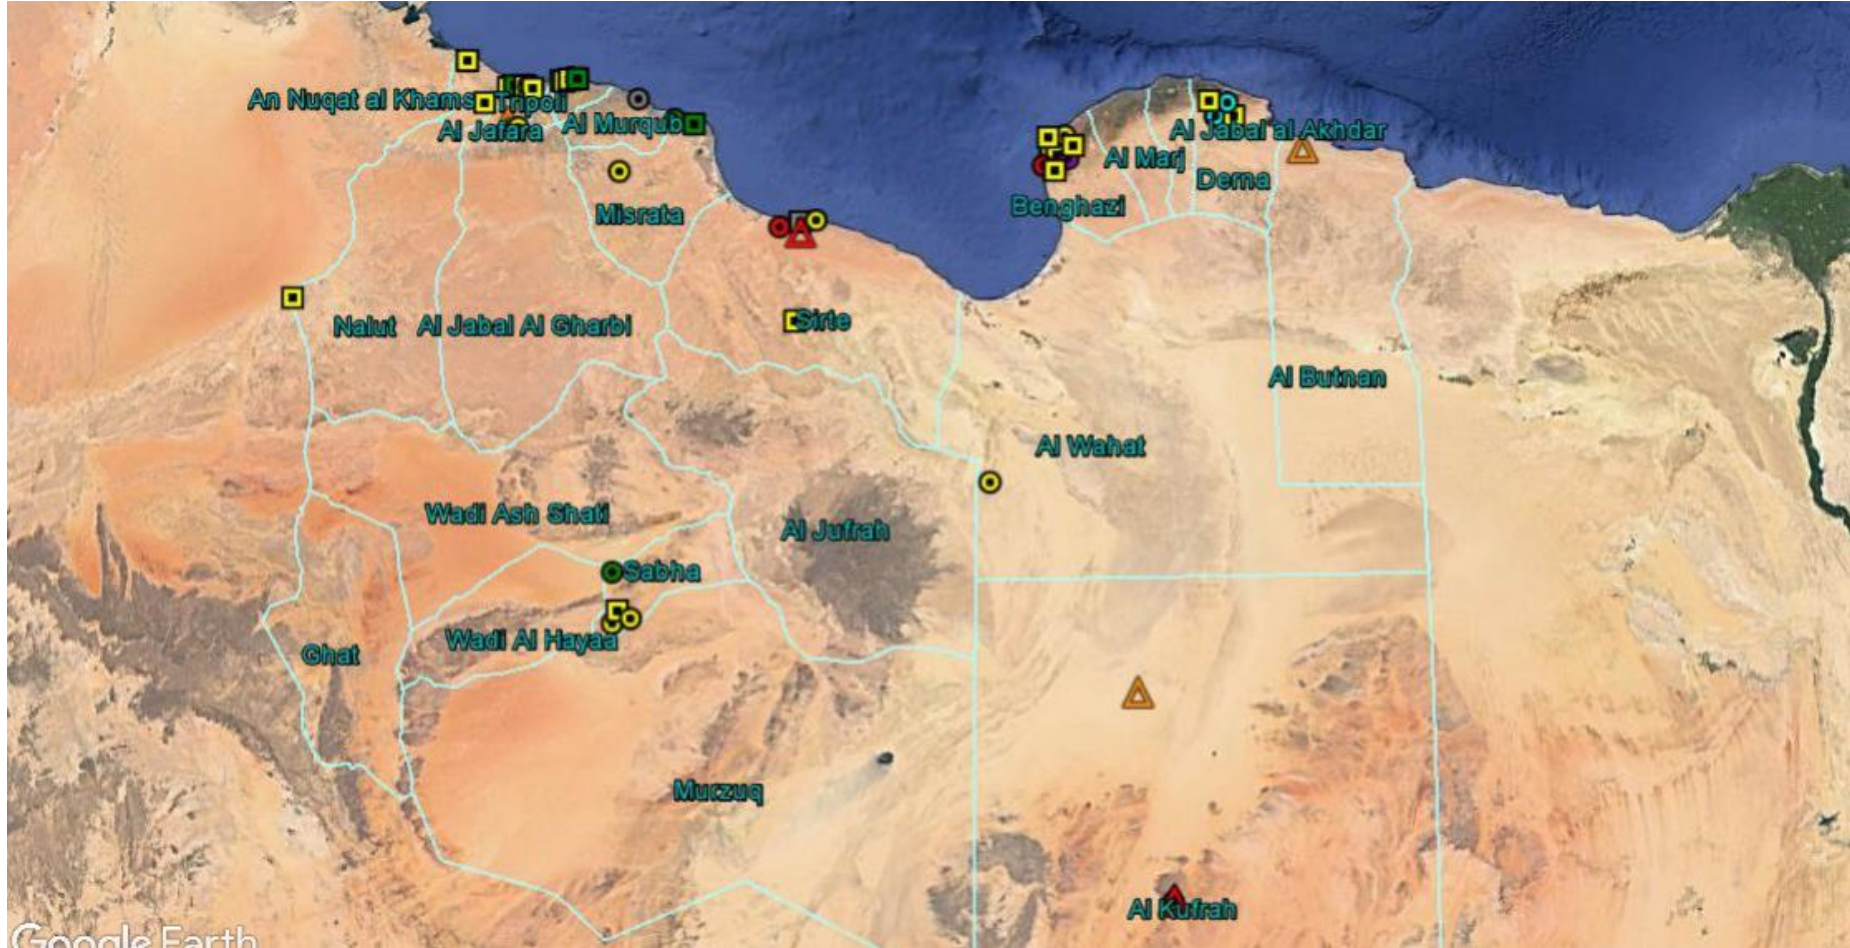 An Nuqat al Khams
Tripoli
Al Jafara
Al Murqub
Misrata
Al Jabal al Akhdar
Al Marj
Derna
Benghazi
Nalut
Al Jabal Al Gharbi
Sirte
Al Butnan
Al Wahat
Wadi Ash Shati
Al Jufrah
Sabha
Wadi Al Hayaa
Ghat
Murzuq
Al Kufrah
Google Earth